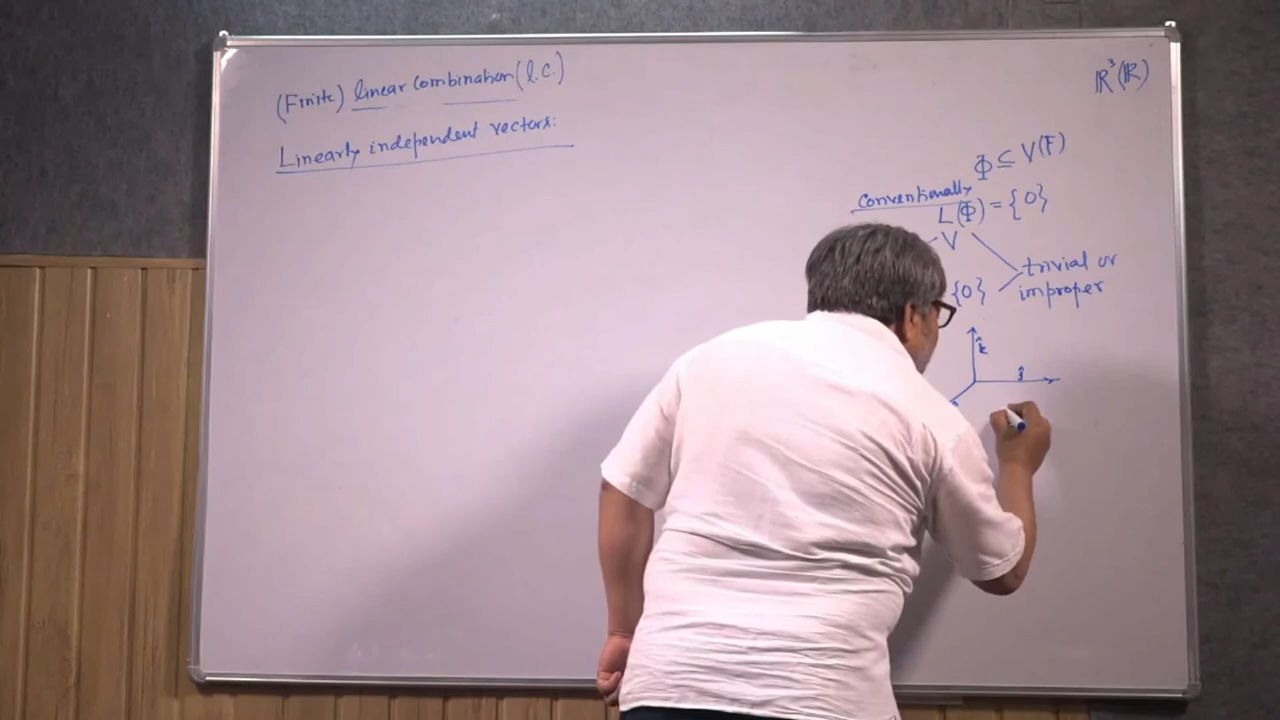 (Finite) linear combination (l.c.)
Linearly independent vectors:
ℝ³(ℝ)
Φ ⊆ V(F)
Conventionally
L(Φ) = {0}
V
trivial or
improper
{0}
k̂
ĵ